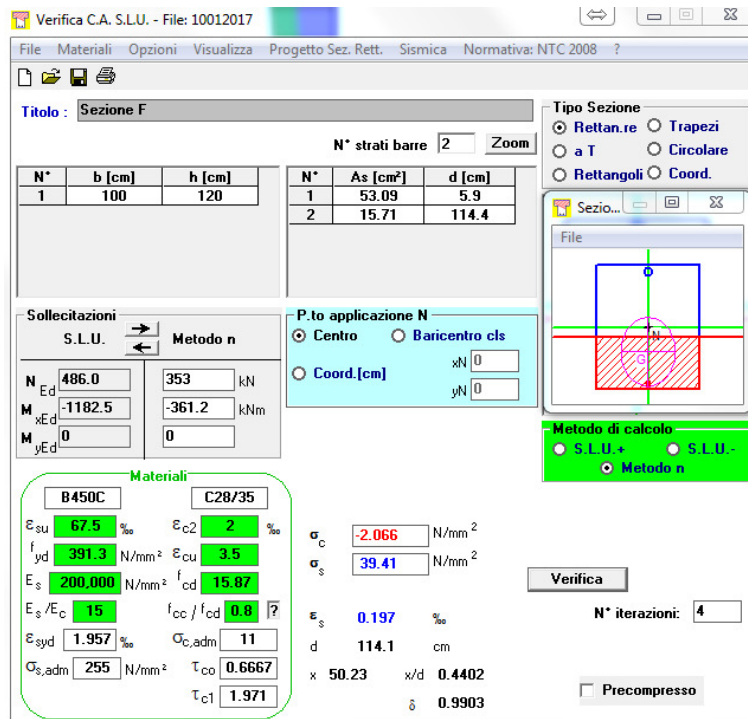 Verifica C.A. S.L.U. - File: 10012017
File Materiali Opzioni Visualizza Progetto Sez. Rett. Sismica Normativa: NTC 2008 ?
Titolo : Sezione F
N° strati barre 2 Zoom
N° b [cm] h [cm]
1 100 120
N° As [cm²] d [cm]
1 53.09 5.9
2 15.71 114.4
Tipo Sezione
Rettan.re Trapezi
a T Circolare
Rettangoli Coord.
Sezio...
File
N
G
Sollecitazioni
S.L.U. Metodo n
N Ed 486.0 353 kN
M xEd -1182.5 -361.2 kNm
M yEd 0 0
P.to applicazione N
Centro Baricentro cls
Coord.[cm] xN 0
yN 0
Metodo di calcolo
S.L.U.+ S.L.U.-
Metodo n
Materiali
B450C C28/35
εsu 67.5 ‰ εc2 2 ‰
fyd 391.3 N/mm² εcu 3.5
Es 200,000 N/mm² fcd 15.87
Es/Ec 15 fcc / fcd 0.8 ?
εsyd 1.957 ‰ σc,adm 11
σs,adm 255 N/mm² τco 0.6667
τc1 1.971
σc -2.066 N/mm²
σs 39.41 N/mm²
εs 0.197 ‰
d 114.1 cm
x 50.23 x/d 0.4402
δ 0.9903
Verifica
N° iterazioni: 4
Precompresso